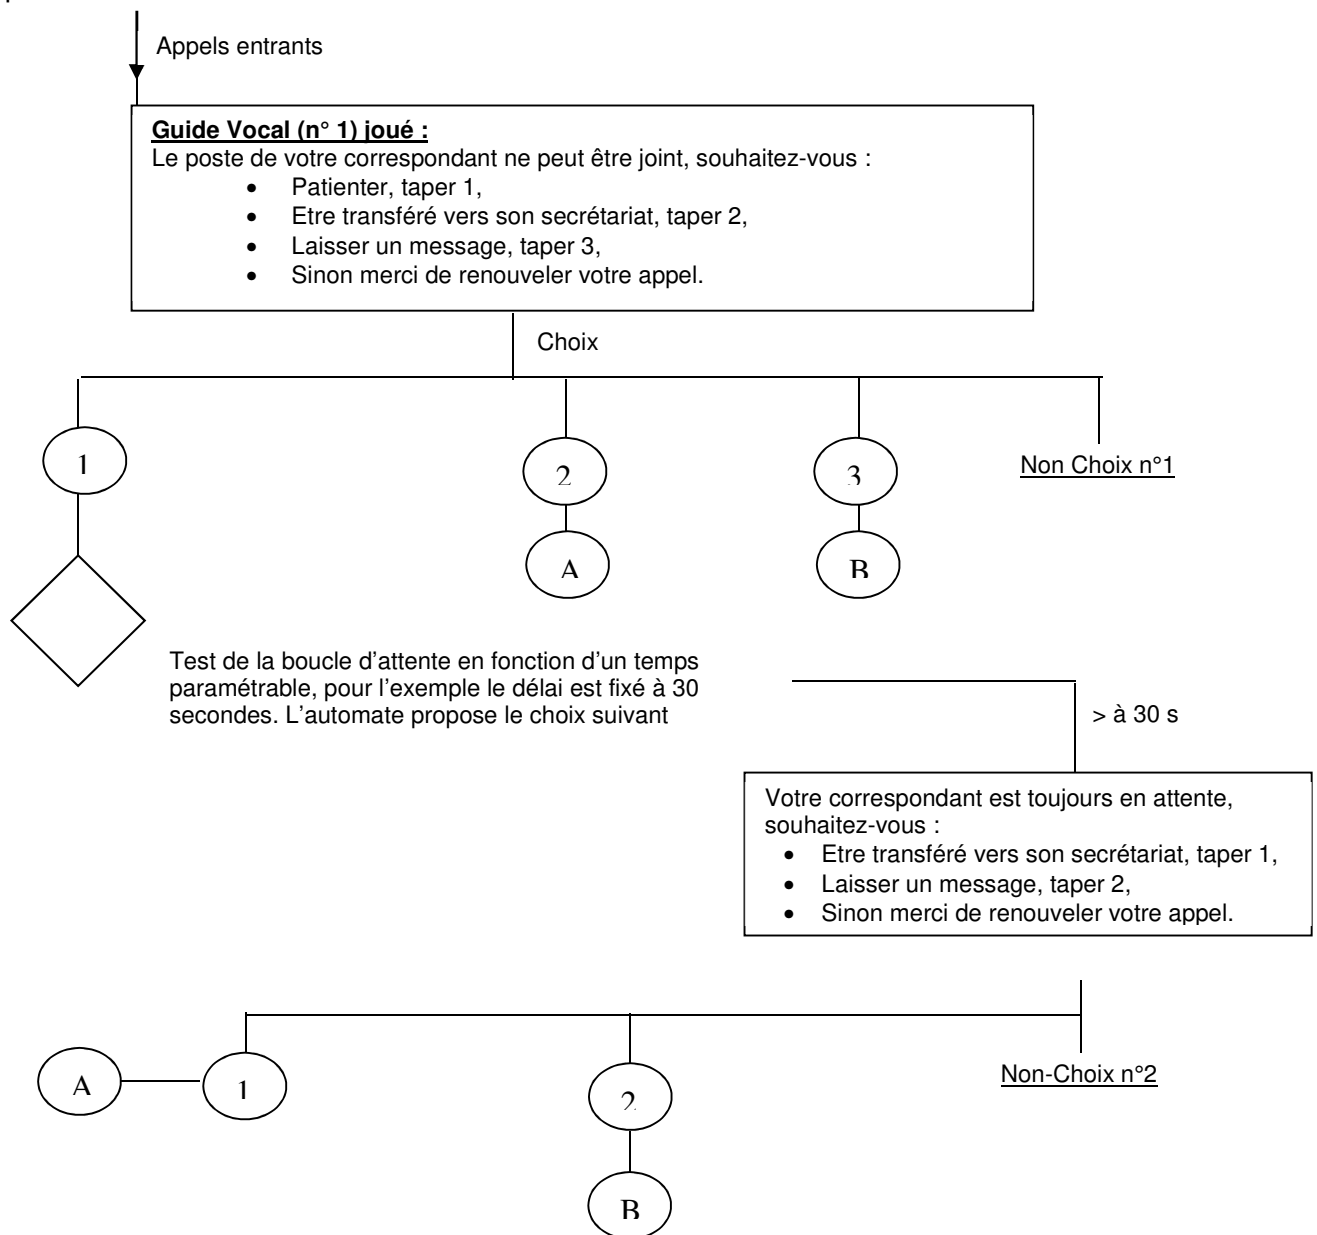 Appels entrants
Guide Vocal (n° 1) joué :
Le poste de votre correspondant ne peut être joint, souhaitez-vous :
• Patienter, taper 1,
• Etre transféré vers son secrétariat, taper 2,
• Laisser un message, taper 3,
• Sinon merci de renouveler votre appel.
Choix
1
2
3
Non Choix n°1
A
B
Test de la boucle d'attente en fonction d'un temps
paramétrable, pour l'exemple le délai est fixé à 30
secondes. L'automate propose le choix suivant
> à 30 s
Votre correspondant est toujours en attente,
souhaitez-vous :
• Etre transféré vers son secrétariat, taper 1,
• Laisser un message, taper 2,
• Sinon merci de renouveler votre appel.
A
1
2
Non-Choix n°2
B